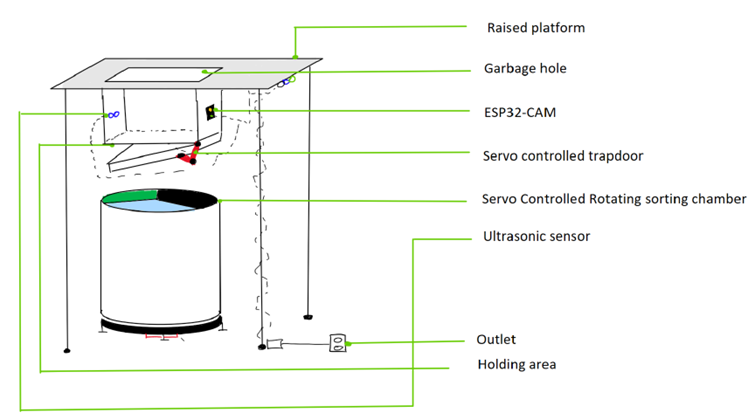 Raised platform
Garbage hole
ESP32-CAM
Servo controlled trapdoor
Servo Controlled Rotating sorting chamber
Ultrasonic sensor
Outlet
Holding area